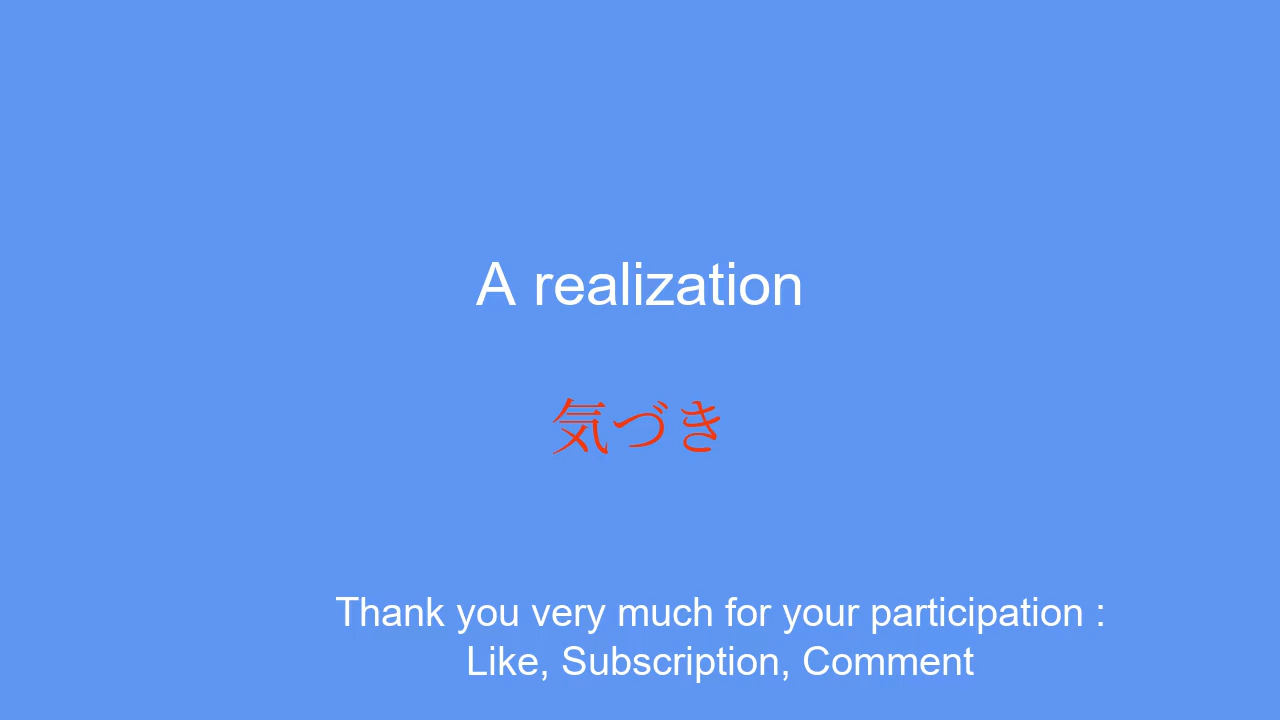 A realization
気づき
Thank you very much for your participation :
Like, Subscription, Comment